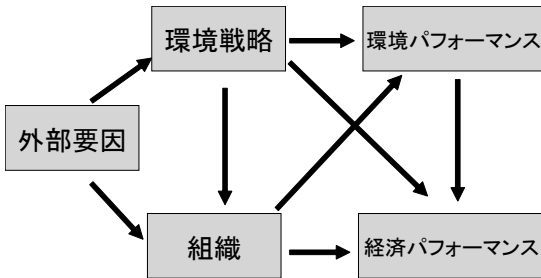 環境戦略
環境パフォーマンス
外部要因
組織
経済パフォーマンス